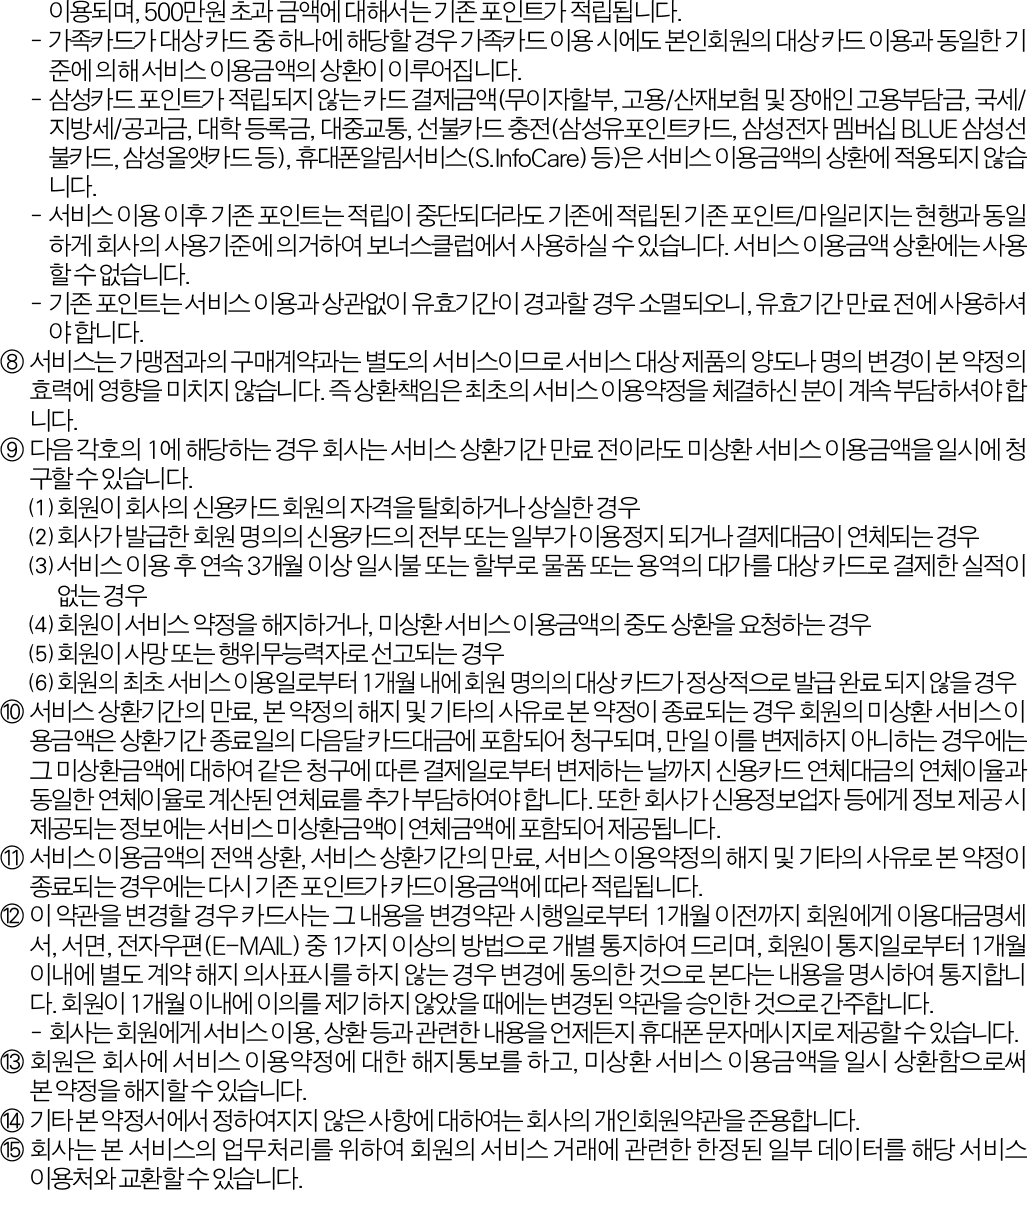 이용되며, 500만원 초과 금액에 대해서는 기존 포인트가 적립됩니다.
- 가족카드가 대상 카드 중 하나에 해당할 경우 가족카드 이용 시에도 본인회원의 대상 카드 이용과 동일한 기
준에 의해 서비스 이용금액의 상환이 이루어집니다.
- 삼성카드 포인트가 적립되지 않는 카드 결제금액(무이자할부, 고용/산재보험 및 장애인 고용부담금, 국세/
지방세/공과금, 대학 등록금, 대중교통, 선불카드 충전(삼성유포인트카드, 삼성전자 멤버십 BLUE 삼성선
불카드, 삼성올앳카드 등), 휴대폰알림서비스(S.InfoCare) 등)은 서비스 이용금액의 상환에 적용되지 않습
니다.
- 서비스 이용 이후 기존 포인트는 적립이 중단되더라도 기존에 적립된 기존 포인트/마일리지는 현행과 동일
하게 회사의 사용기준에 의거하여 보너스클럽에서 사용하실 수 있습니다. 서비스 이용금액 상환에는 사용
할 수 없습니다.
- 기존 포인트는 서비스 이용과 상관없이 유효기간이 경과할 경우 소멸되오니, 유효기간 만료 전에 사용하셔
야 합니다.
⑧ 서비스는 가맹점과의 구매계약과는 별도의 서비스이므로 서비스 대상 제품의 양도나 명의 변경이 본 약정의
효력에 영향을 미치지 않습니다. 즉 상환책임은 최초의 서비스 이용약정을 체결하신 분이 계속 부담하셔야 합
니다.
⑨ 다음 각호의 1에 해당하는 경우 회사는 서비스 상환기간 만료 전이라도 미상환 서비스 이용금액을 일시에 청
구할 수 있습니다.
(1) 회원이 회사의 신용카드 회원의 자격을 탈회하거나 상실한 경우
(2) 회사가 발급한 회원 명의의 신용카드의 전부 또는 일부가 이용정지 되거나 결제대금이 연체되는 경우
(3) 서비스 이용 후 연속 3개월 이상 일시불 또는 할부로 물품 또는 용역의 대가를 대상 카드로 결제한 실적이
없는 경우
(4) 회원이 서비스 약정을 해지하거나, 미상환 서비스 이용금액의 중도 상환을 요청하는 경우
(5) 회원이 사망 또는 행위무능력자로 선고되는 경우
(6) 회원의 최초 서비스 이용일로부터 1개월 내에 회원 명의의 대상 카드가 정상적으로 발급 완료 되지 않을 경우
⑩ 서비스 상환기간의 만료, 본 약정의 해지 및 기타의 사유로 본 약정이 종료되는 경우 회원의 미상환 서비스 이
용금액은 상환기간 종료일의 다음달 카드대금에 포함되어 청구되며, 만일 이를 변제하지 아니하는 경우에는
그 미상환금액에 대하여 같은 청구에 따른 결제일로부터 변제하는 날까지 신용카드 연체대금의 연체이율과
동일한 연체이율로 계산된 연체료를 추가 부담하여야 합니다. 또한 회사가 신용정보업자 등에게 정보 제공 시
제공되는 정보에는 서비스 미상환금액이 연체금액에 포함되어 제공됩니다.
⑪ 서비스 이용금액의 전액 상환, 서비스 상환기간의 만료, 서비스 이용약정의 해지 및 기타의 사유로 본 약정이
종료되는 경우에는 다시 기존 포인트가 카드이용금액에 따라 적립됩니다.
⑫ 이 약관을 변경할 경우 카드사는 그 내용을 변경약관 시행일로부터 1개월 이전까지 회원에게 이용대금명세
서, 서면, 전자우편(E-MAIL) 중 1가지 이상의 방법으로 개별 통지하여 드리며, 회원이 통지일로부터 1개월
이내에 별도 계약 해지 의사표시를 하지 않는 경우 변경에 동의한 것으로 본다는 내용을 명시하여 통지합니
다. 회원이 1개월 이내에 이의를 제기하지 않았을 때에는 변경된 약관을 승인한 것으로 간주합니다.
- 회사는 회원에게 서비스 이용, 상환 등과 관련한 내용을 언제든지 휴대폰 문자메시지로 제공할 수 있습니다.
⑬ 회원은 회사에 서비스 이용약정에 대한 해지통보를 하고, 미상환 서비스 이용금액을 일시 상환함으로써
본 약정을 해지할 수 있습니다.
⑭ 기타 본 약정서에서 정하여지지 않은 사항에 대하여는 회사의 개인회원약관을 준용합니다.
⑮ 회사는 본 서비스의 업무처리를 위하여 회원의 서비스 거래에 관련한 한정된 일부 데이터를 해당 서비스
이용처와 교환할 수 있습니다.